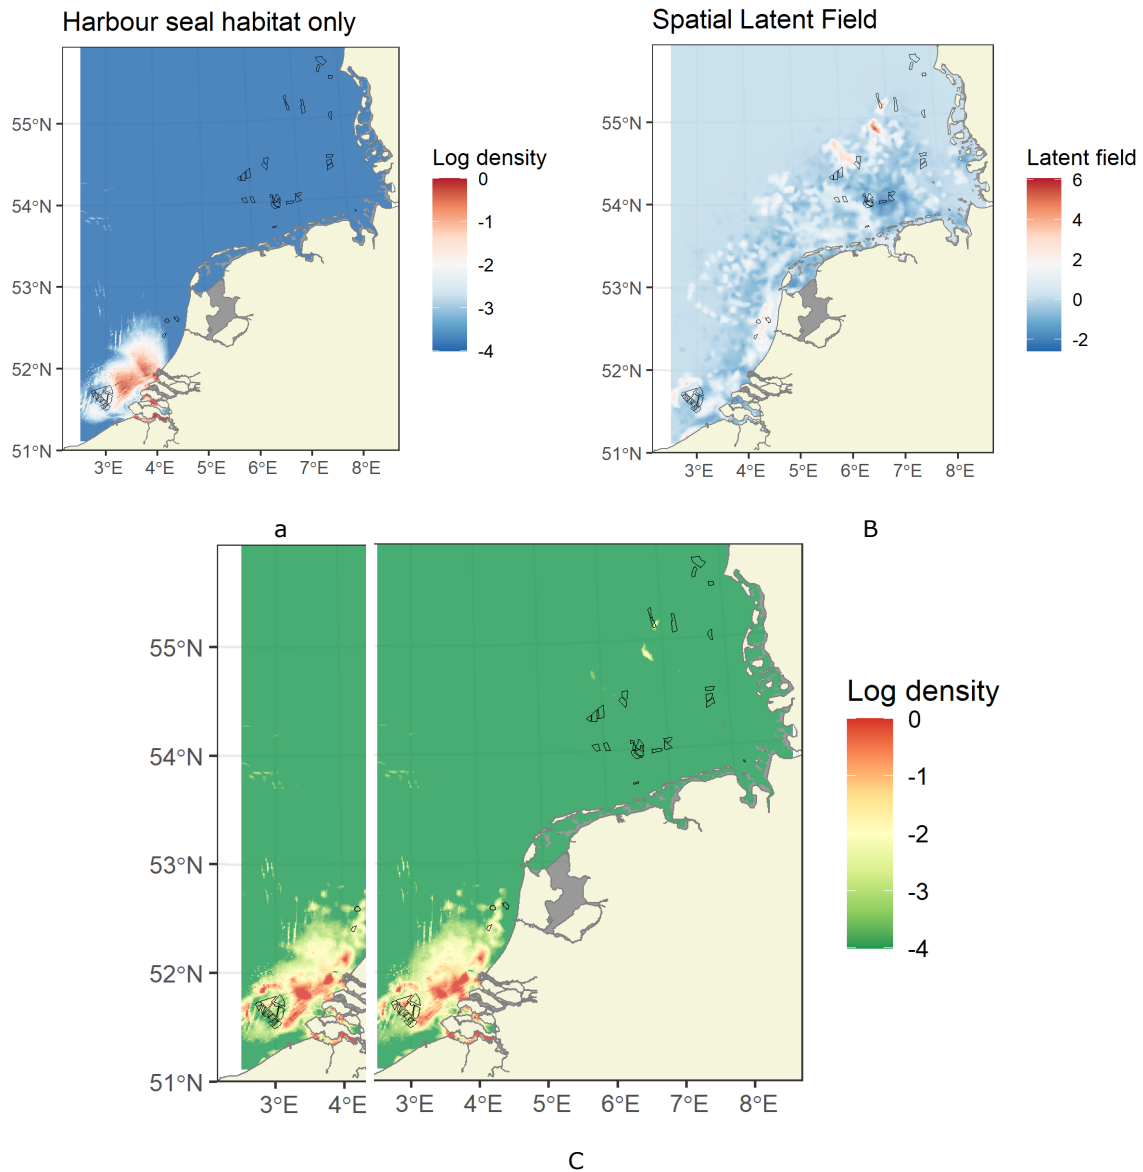 Harbour seal habitat only
Spatial Latent Field
55°N
54°N
53°N
52°N
51°N
3°E 4°E 5°E 6°E 7°E 8°E
Log density
0
-1
-2
-3
-4
55°N
54°N
53°N
52°N
51°N
3°E 4°E 5°E 6°E 7°E 8°E
Latent field
6
4
2
0
-2
a
B
55°N
54°N
53°N
52°N
51°N
3°E 4°E 3°E 4°E 5°E 6°E 7°E 8°E
Log density
0
-1
-2
-3
-4
C